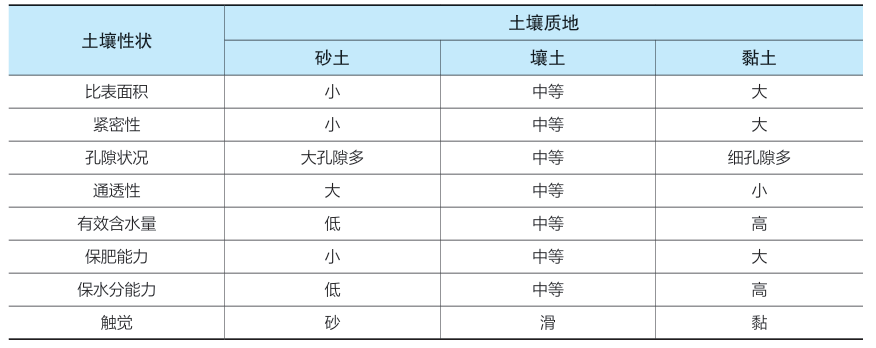 土壤性状 土壤质地
砂土 壤土 黏土
比表面积 小 中等 大
紧密性 小 中等 大
孔隙状况 大孔隙多 中等 细孔隙多
通透性 大 中等 小
有效含水量 低 中等 高
保肥能力 小 中等 大
保水分能力 低 中等 高
触觉 砂 滑 黏